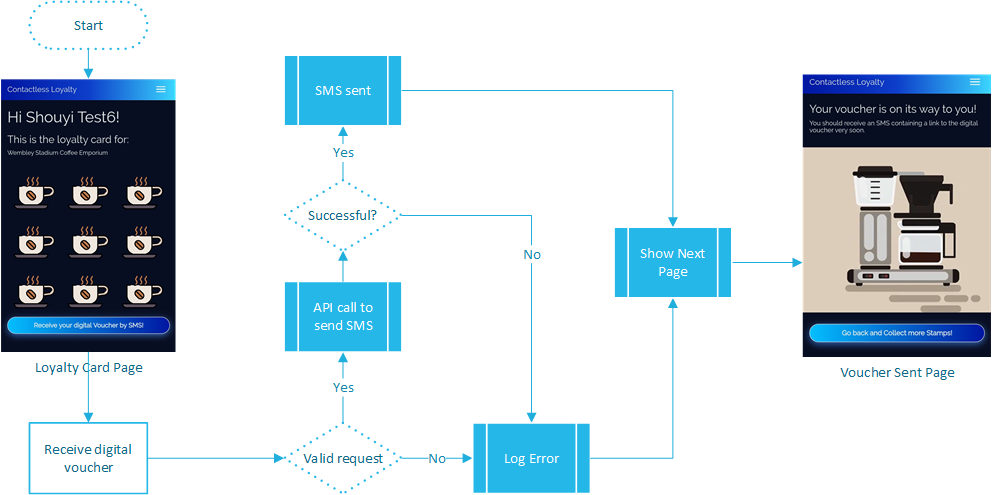 Start
Contactless Loyalty
Hi Shouyi Test6!
This is the loyalty card for:
Wembley Stadium Coffee Emporium
Receive your digital Voucher by SMS!
Loyalty Card Page
Receive digital
voucher
Valid request
Yes
No
API call to
send SMS
Successful?
Yes
No
SMS sent
Log Error
Show Next
Page
Contactless Loyalty
Your voucher is on its way to you!
You should receive an SMS containing a link to the digital
voucher very soon.
Go back and Collect more Stamps!
Voucher Sent Page